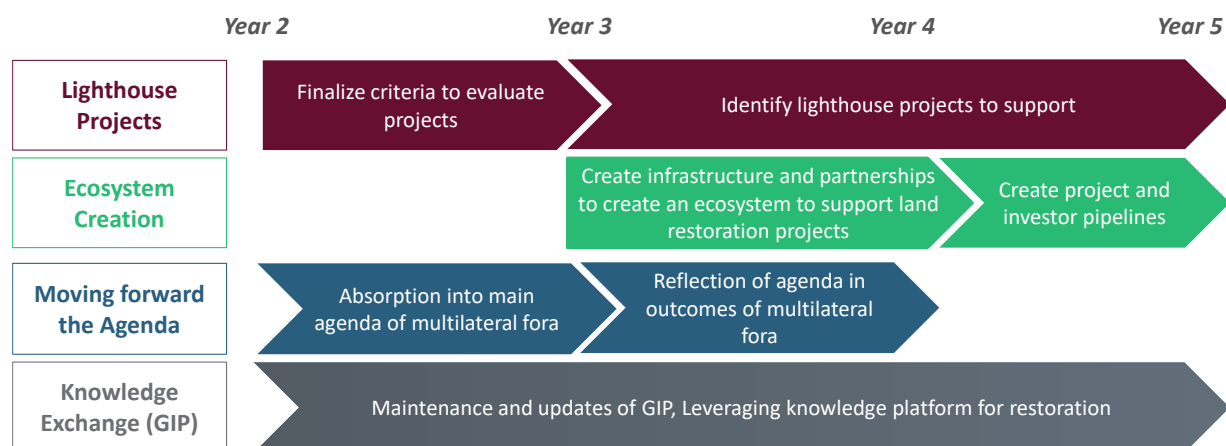 Year 2
Year 3
Year 4
Year 5
Lighthouse
Projects
Finalize criteria to evaluate
projects
Identify lighthouse projects to support
Ecosystem
Creation
Create infrastructure and partnerships
to create an ecosystem to support land
restoration projects
Create project and
investor pipelines
Moving forward
the Agenda
Absorption into main
agenda of multilateral fora
Reflection of agenda in
outcomes of multilateral
fora
Knowledge
Exchange (GIP)
Maintenance and updates of GIP, Leveraging knowledge platform for restoration